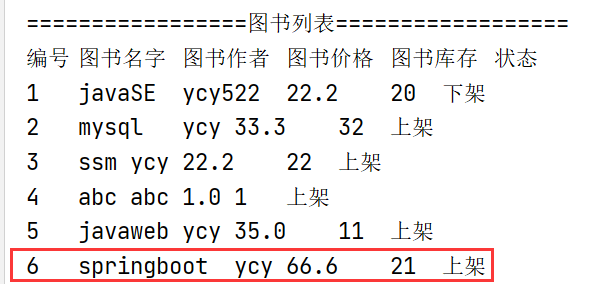 =================图书列表==================
编号 图书名字 图书作者 图书价格 图书库存 状态
1 javaSE ycy522 22.2 20 下架
2 mysql ycy 33.3 32 上架
3 ssm ycy 22.2 22 上架
4 abc abc 1.0 1 上架
5 javaweb ycy 35.0 11 上架
6 springboot ycy 66.6 21 上架